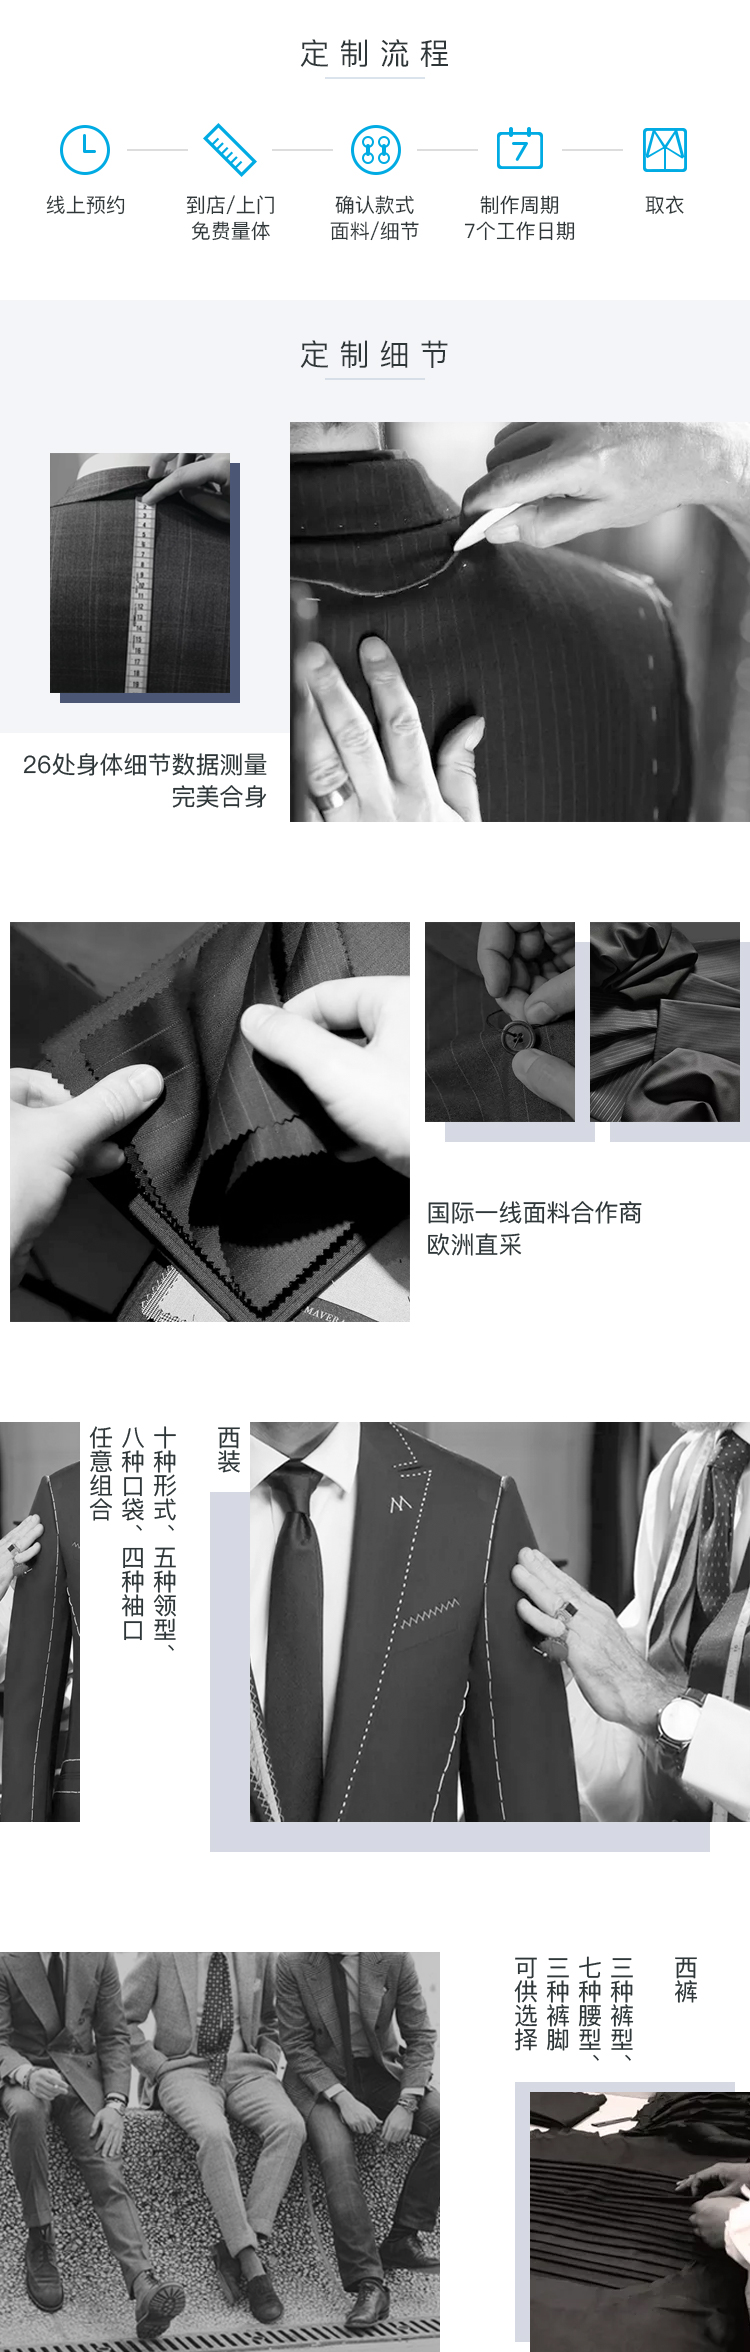 定制流程
线上预约
到店/上门
免费量体
确认款式
面料/细节
7
制作周期
7个工作日期
取衣
定制细节
26处身体细节数据测量
完美合身
国际一线面料合作商
欧洲直采
西装
十种形式、五种领型、
八种口袋、四种袖口
任意组合
西裤
三种裤型、
七种腰型、
三种裤脚
可供选择